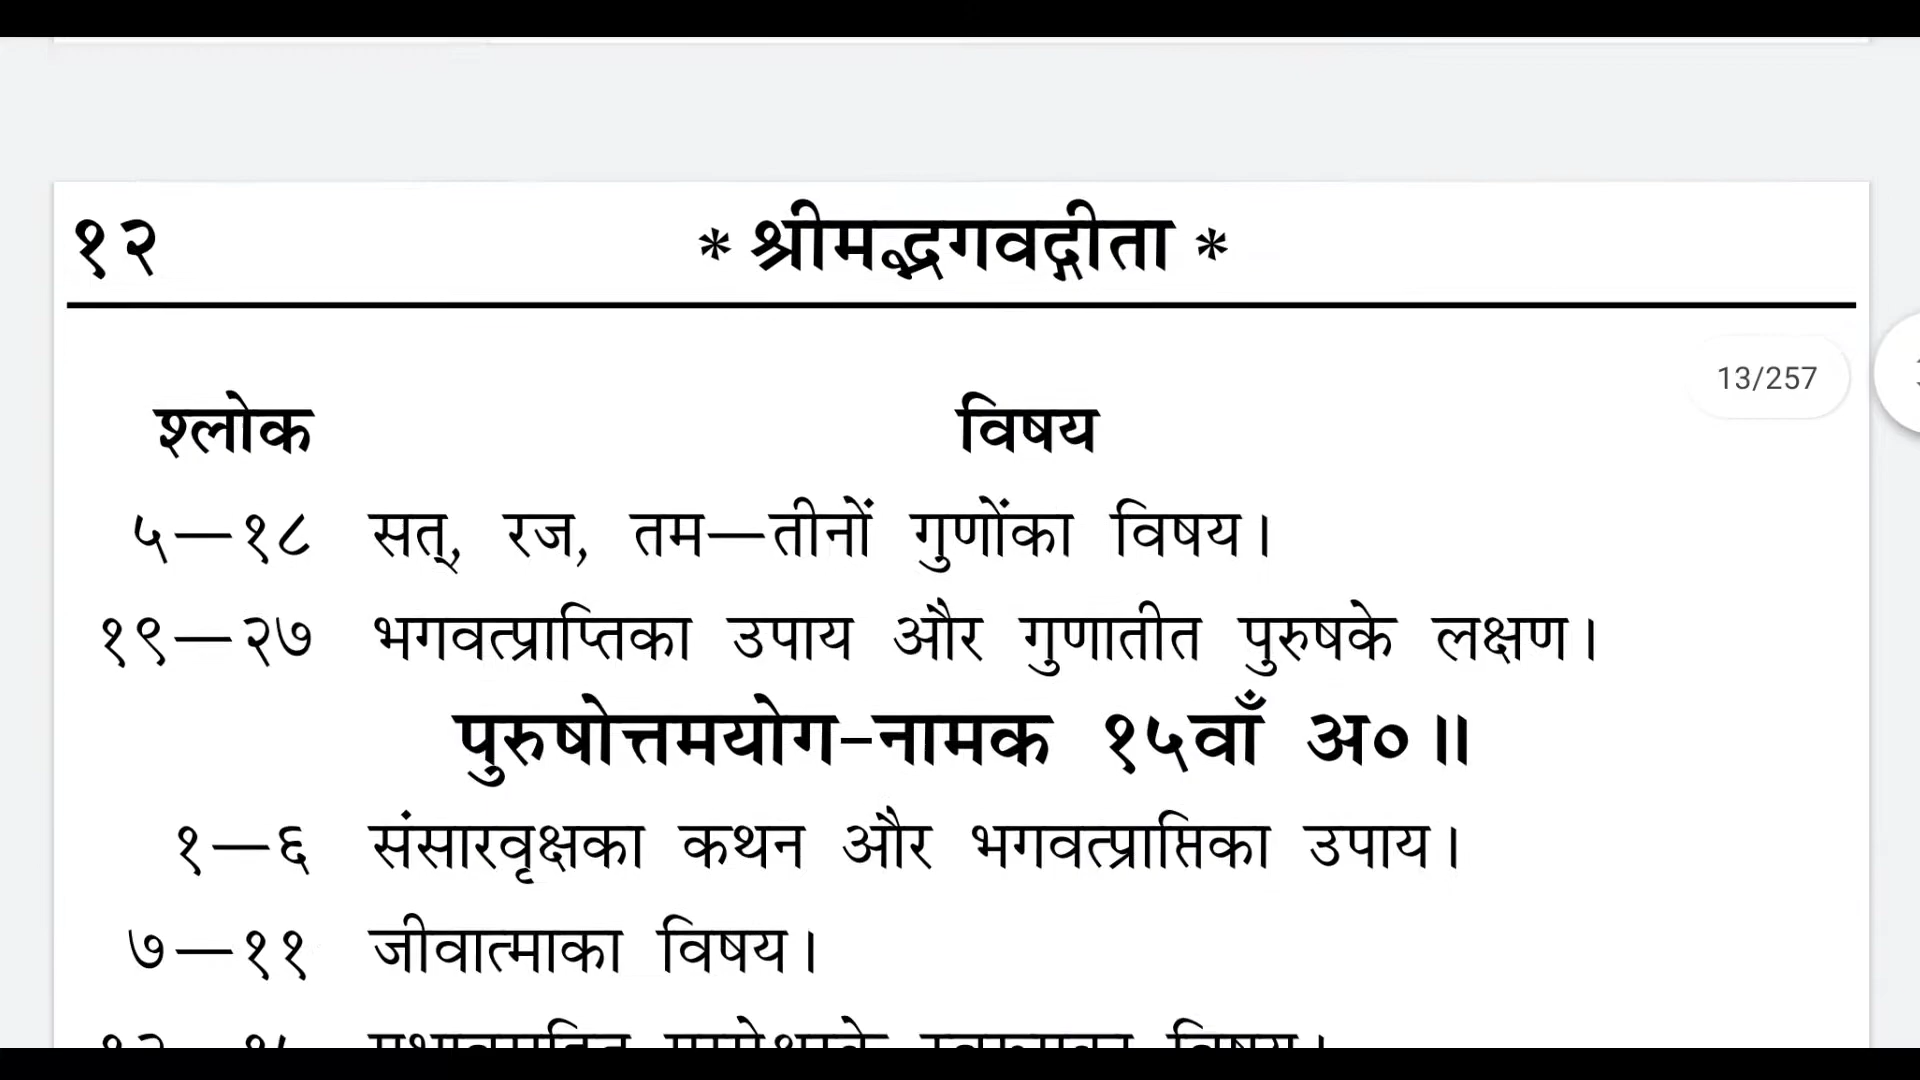 १२ * श्रीमद्भगवद्गीता *
13/257
श्लोक विषय
५—१८ सत्, रज, तम—तीनों गुणोंका विषय।
१९—२७ भगवत्प्राप्तिका उपाय और गुणातीत पुरुषके लक्षण।
पुरुषोत्तमयोग-नामक १५वाँ अ०॥
१—६ संसारवृक्षका कथन और भगवत्प्राप्तिका उपाय।
७—११ जीवात्माका विषय।